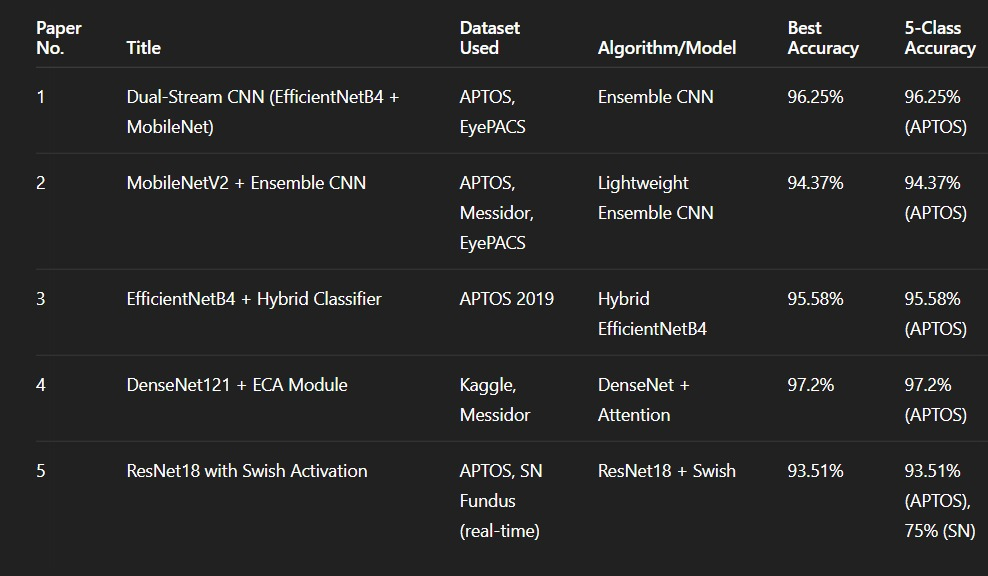 Paper No. Title Dataset Used Algorithm/Model Best Accuracy 5-Class Accuracy
1 Dual-Stream CNN (EfficientNetB4 + APTOS, Ensemble CNN 96.25% 96.25%
MobileNet) EyePACS (APTOS)
2 MobileNetV2 + Ensemble CNN APTOS, Lightweight 94.37% 94.37%
Messidor, Ensemble CNN (APTOS)
EyePACS
3 EfficientNetB4 + Hybrid Classifier APTOS 2019 Hybrid 95.58% 95.58%
EfficientNetB4 (APTOS)
4 DenseNet121 + ECA Module Kaggle, DenseNet + 97.2% 97.2%
Messidor Attention (APTOS)
5 ResNet18 with Swish Activation APTOS, SN ResNet18 + Swish 93.51% 93.51%
Fundus (APTOS),
(real-time) 75% (SN)